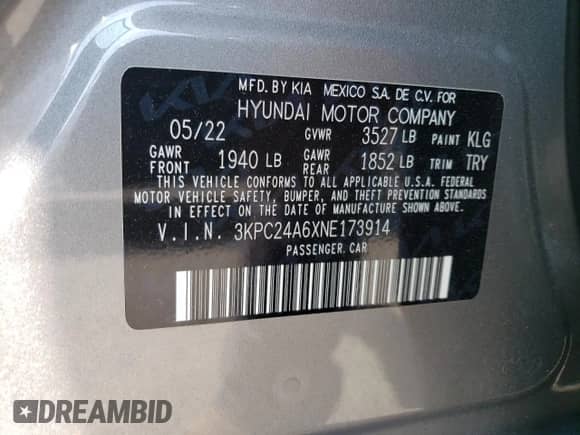 MFD. BY KIA MEXICO S.A. DE C.V. FOR
HYUNDAI MOTOR COMPANY
05/22 GVWR 3527 LB PAINT KLG
GAWR FRONT 1940 LB GAWR REAR 1852 LB TRIM TRY
THIS VEHICLE CONFORMS TO ALL APPLICABLE U.S.A. FEDERAL
MOTOR VEHICLE SAFETY, BUMPER, AND THEFT STANDARDS
IN EFFECT ON THE DATE OF MANUFACTURE SHOWN ABOVE
V.I.N. 3KPC24A6XNE173914
PASSENGER CAR
#DREAMBID